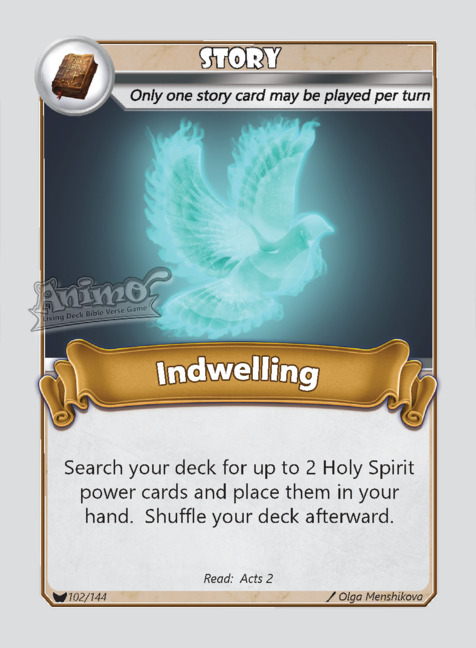 STORY
Only one story card may be played per turn
Animo
Living Deck Bible Verse Game
Indwelling
Search your deck for up to 2 Holy Spirit
power cards and place them in your
hand.  Shuffle your deck afterward.
Read:  Acts 2
102/144
Olga Menshikova